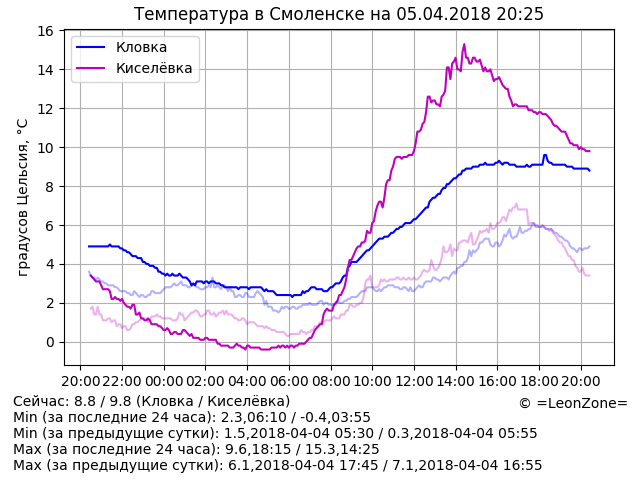 Температура в Смоленске на 05.04.2018 20:25
Кловка
Киселёвка
градусов Цельсия, °C
16
14
12
10
8
6
4
2
0
20:00 22:00 00:00 02:00 04:00 06:00 08:00 10:00 12:00 14:00 16:00 18:00 20:00
Сейчас: 8.8 / 9.8 (Кловка / Киселёвка)
© =LeonZone=
Min (за последние 24 часа): 2.3,06:10 / -0.4,03:55
Min (за предыдущие сутки): 1.5,2018-04-04 05:30 / 0.3,2018-04-04 05:55
Max (за последние 24 часа): 9.6,18:15 / 15.3,14:25
Max (за предыдущие сутки): 6.1,2018-04-04 17:45 / 7.1,2018-04-04 16:55